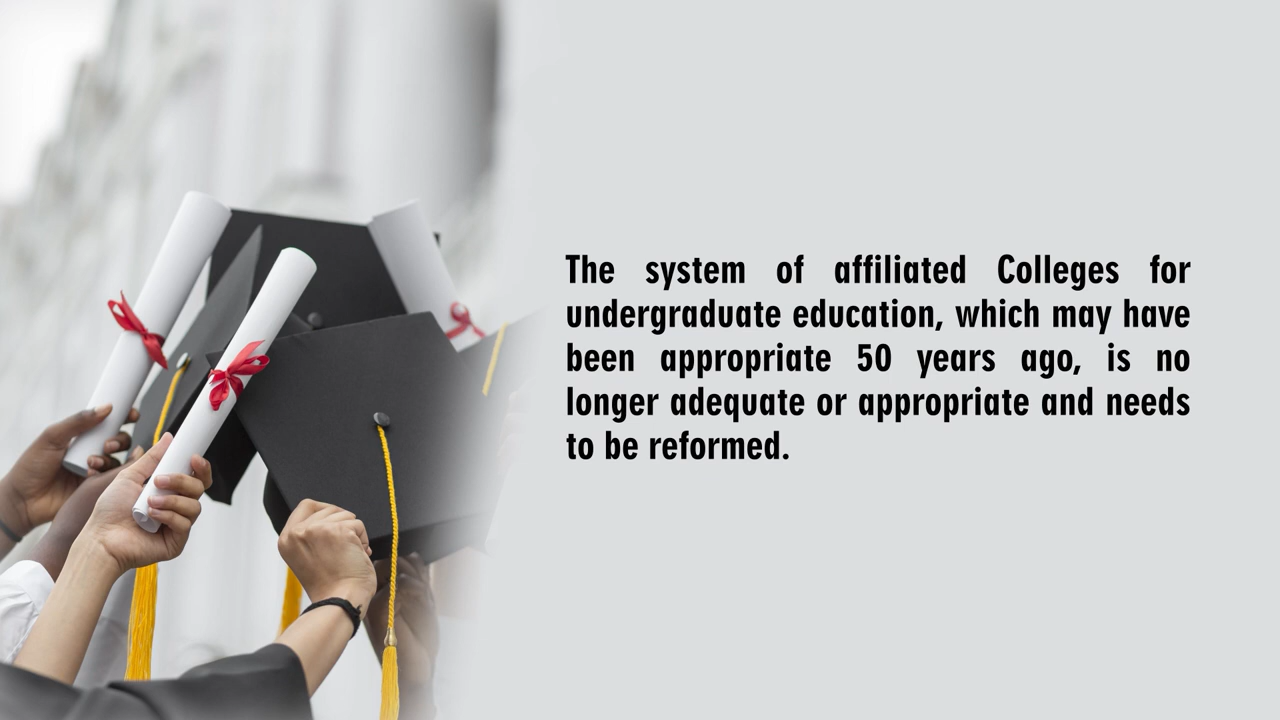 The system of affiliated Colleges for
undergraduate education, which may have
been appropriate 50 years ago, is no
longer adequate or appropriate and needs
to be reformed.